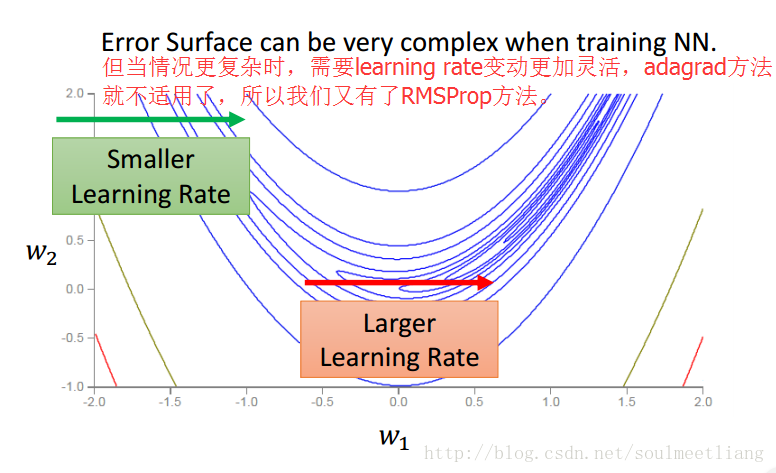 Error Surface can be very complex when training NN.
但当情况更复杂时，需要learning rate变动更加灵活，adagrad方法
就不适用了，所以我们又有了RMSProp方法。
2.0
Smaller
Learning Rate
0.5
w₂
0.0
Larger
Learning Rate
-0.5
-1.0
-2.0 -1.5 -1.0 -0.5 0.0 0.5 1.0 1.5 2.0
w₁
http://blog.csdn.net/soulmeetliang